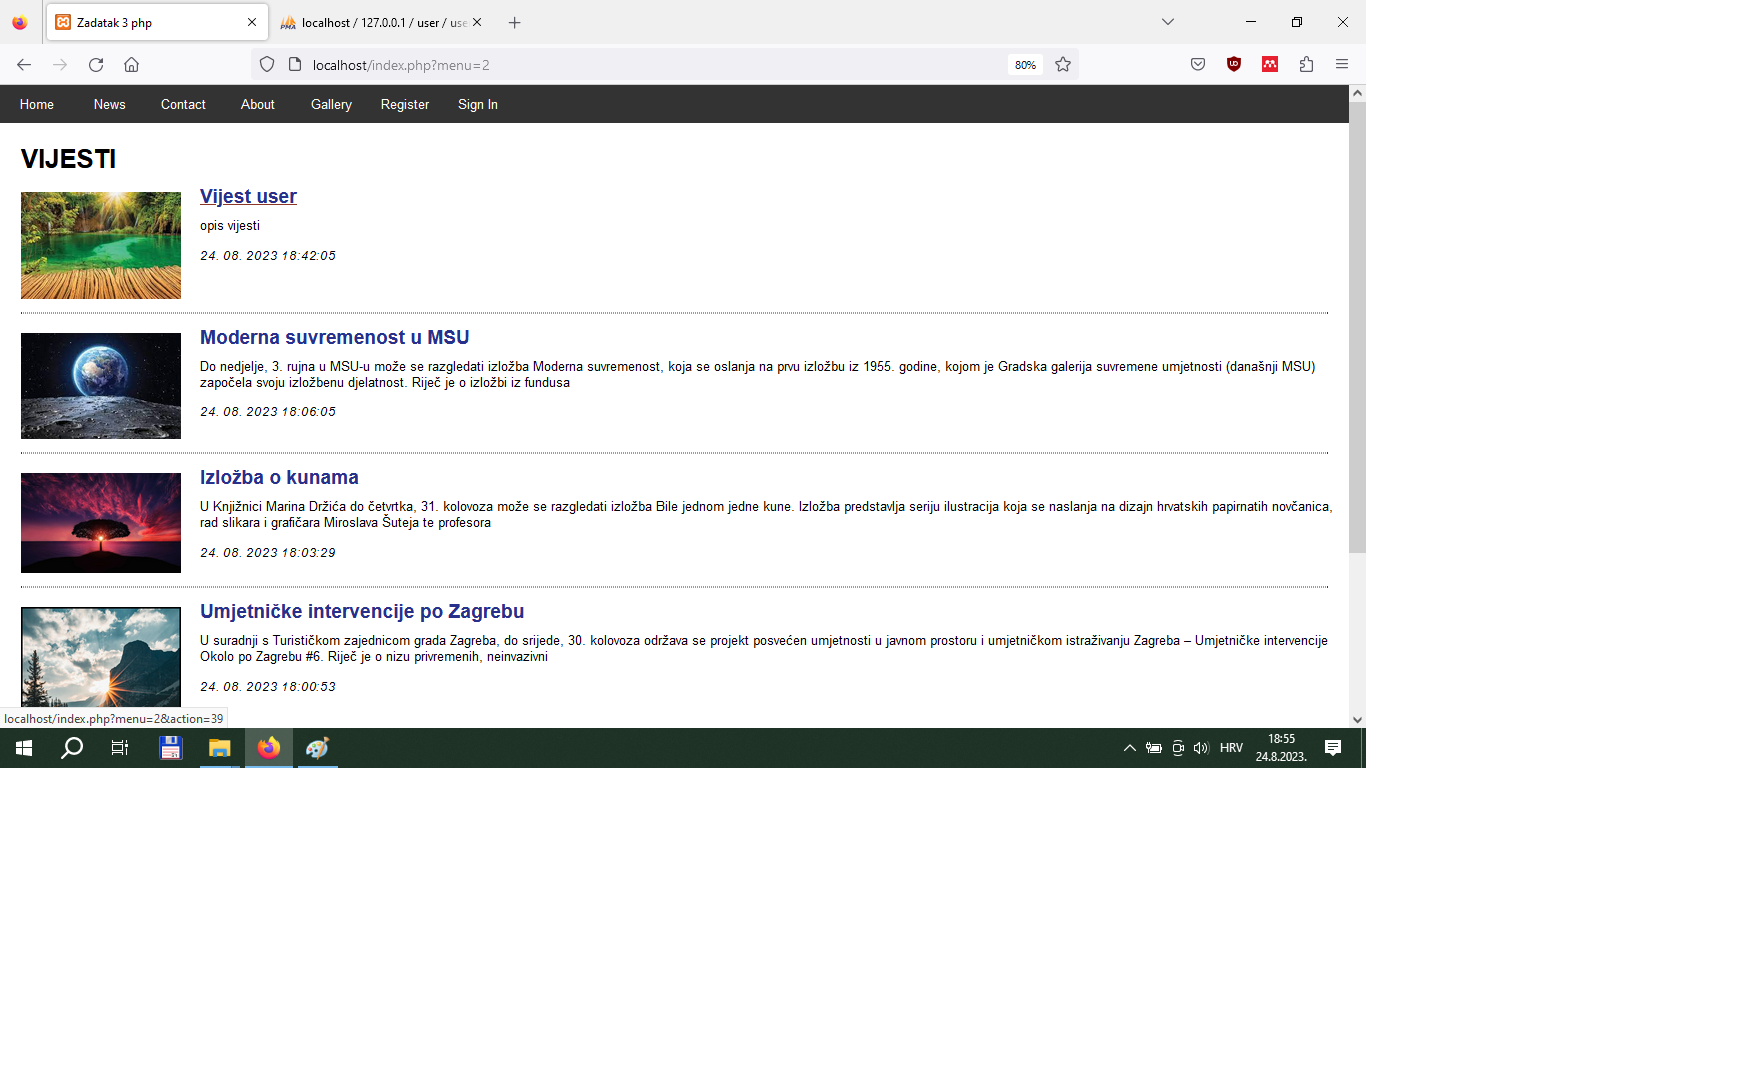 Zadatak 3 php
localhost / 127.0.0.1 / user / use
localhost/index.php?menu=2
80%
Home News Contact About Gallery Register Sign In
VIJESTI
Vijest user
opis vijesti
24. 08. 2023 18:42:05
Moderna suvremenost u MSU
Do nedjelje, 3. rujna u MSU-u može se razgledati izložba Moderna suvremenost, koja se oslanja na prvu izložbu iz 1955. godine, kojom je Gradska galerija suvremene umjetnosti (današnji MSU)
započela svoju izložbenu djelatnost. Riječ je o izložbi iz fundusa
24. 08. 2023 18:06:05
Izložba o kunama
U Knjižnici Marina Držića do četvrtka, 31. kolovoza može se razgledati izložba Bile jednom jedne kune. Izložba predstavlja seriju ilustracija koja se naslanja na dizajn hrvatskih papirnatih novčanica,
rad slikara i grafičara Miroslava Šuteja te profesora
24. 08. 2023 18:03:29
Umjetničke intervencije po Zagrebu
U suradnji s Turističkom zajednicom grada Zagreba, do srijede, 30. kolovoza održava se projekt posvećen umjetnosti u javnom prostoru i umjetničkom istraživanju Zagreba – Umjetničke intervencije
Okolo po Zagrebu #6. Riječ je o nizu privremenih, neinvazivni
24. 08. 2023 18:00:53
localhost/index.php?menu=2&action=39
HRV
18:55
24.8.2023.